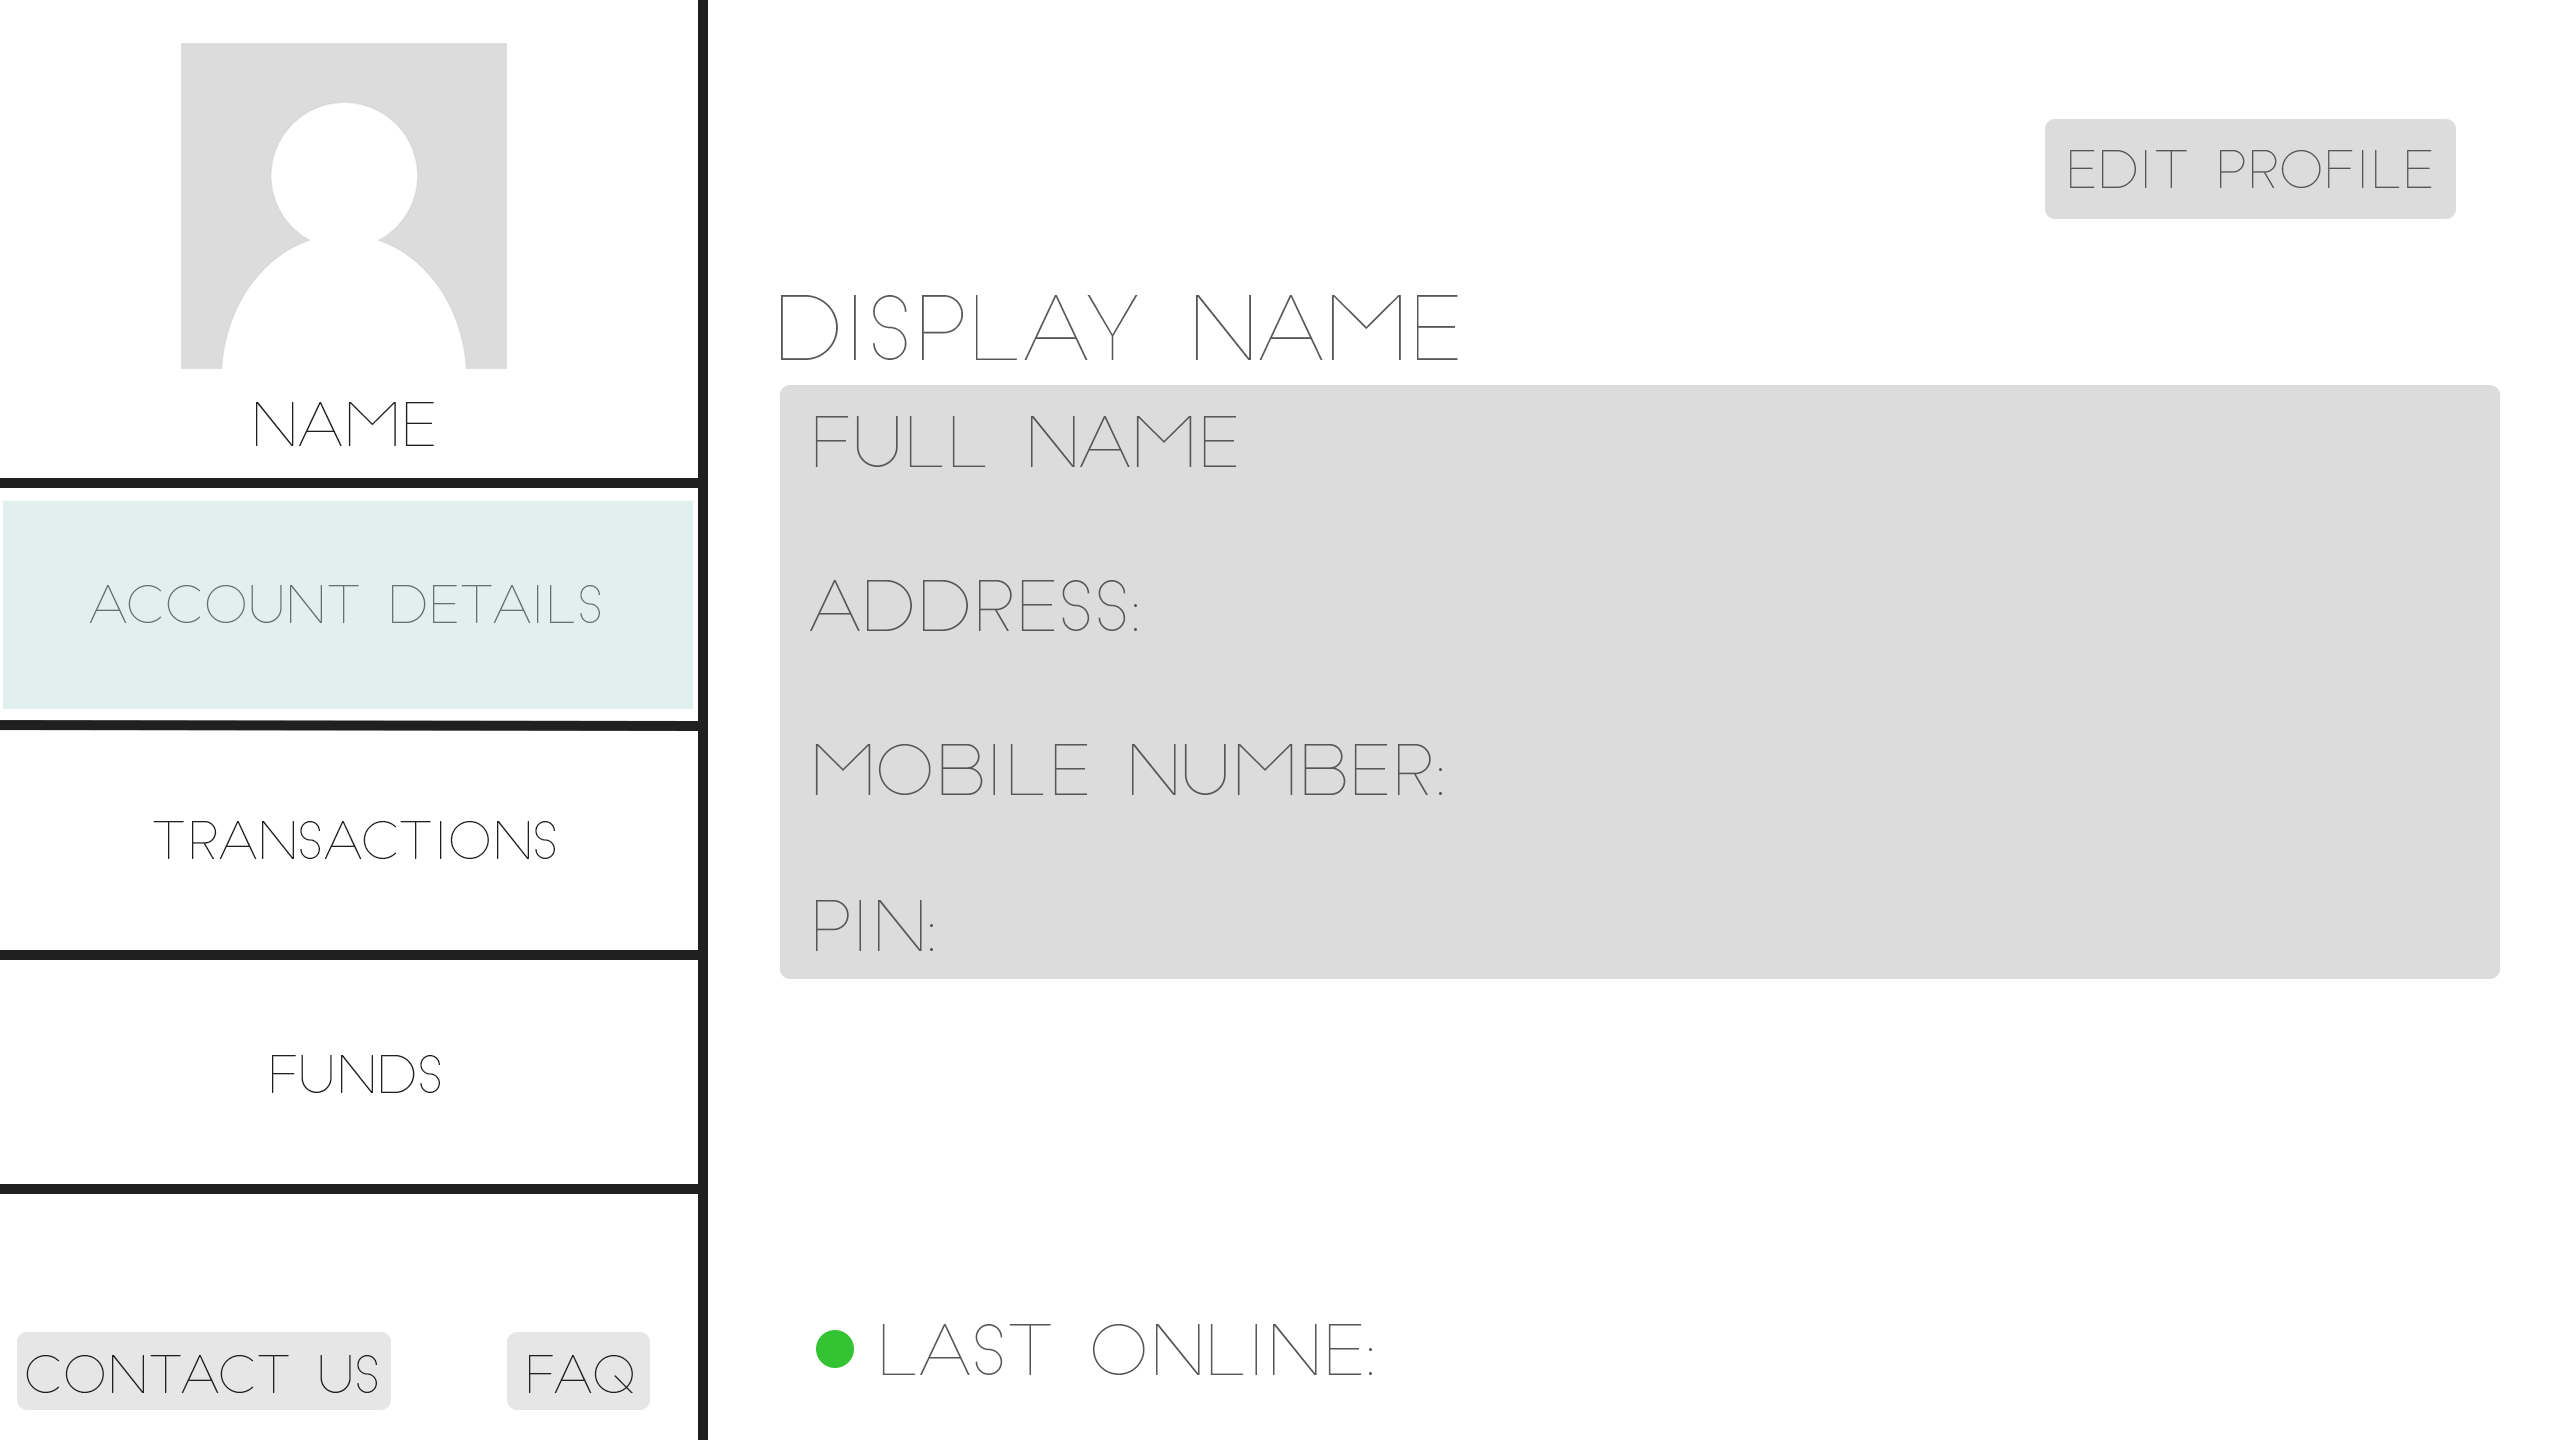 NAME
ACCOUNT DETAILS
TRANSACTIONS
FUNDS
CONTACT US
FAQ
EDIT PROFILE
DISPLAY NAME
FULL NAME
ADDRESS:
MOBILE NUMBER:
PIN:
LAST ONLINE: